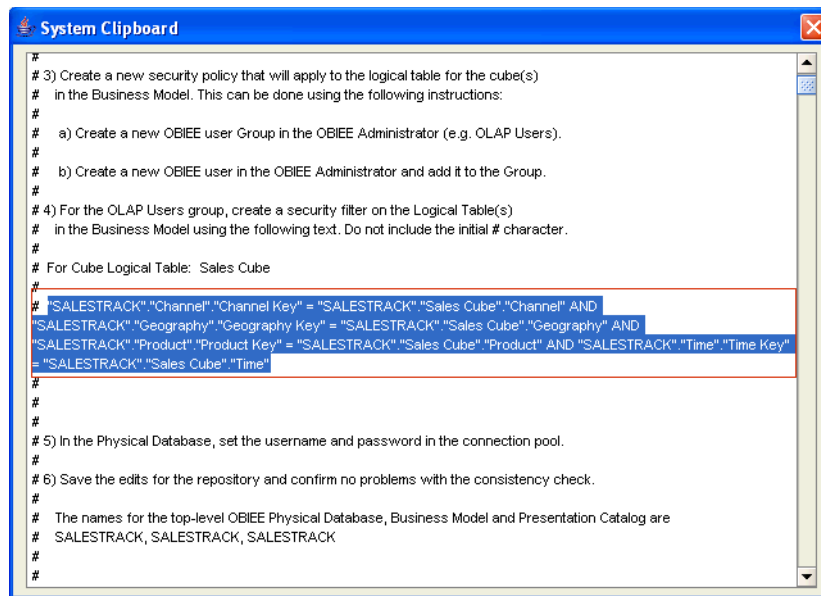 System Clipboard
#
# 3) Create a new security policy that will apply to the logical table for the cube(s)
#    in the Business Model. This can be done using the following instructions:
#
#     a) Create a new OBIEE user Group in the OBIEE Administrator (e.g. OLAP Users).
#
#     b) Create a new OBIEE user in the OBIEE Administrator and add it to the Group.
#
# 4) For the OLAP Users group, create a security filter on the Logical Table(s)
#    in the Business Model using the following text. Do not include the initial # character.
#
#  For Cube Logical Table:  Sales Cube
#
#  "SALESTRACK"."Channel"."Channel Key" = "SALESTRACK"."Sales Cube"."Channel" AND
"SALESTRACK"."Geography"."Geography Key" = "SALESTRACK"."Sales Cube"."Geography" AND
"SALESTRACK"."Product"."Product Key" = "SALESTRACK"."Sales Cube"."Product" AND "SALESTRACK"."Time"."Time Key"
= "SALESTRACK"."Sales Cube"."Time"
#
#
#
# 5) In the Physical Database, set the username and password in the connection pool.
#
# 6) Save the edits for the repository and confirm no problems with the consistency check.
#
#    The names for the top-level OBIEE Physical Database, Business Model and Presentation Catalog are
#    SALESTRACK, SALESTRACK, SALESTRACK
#
#